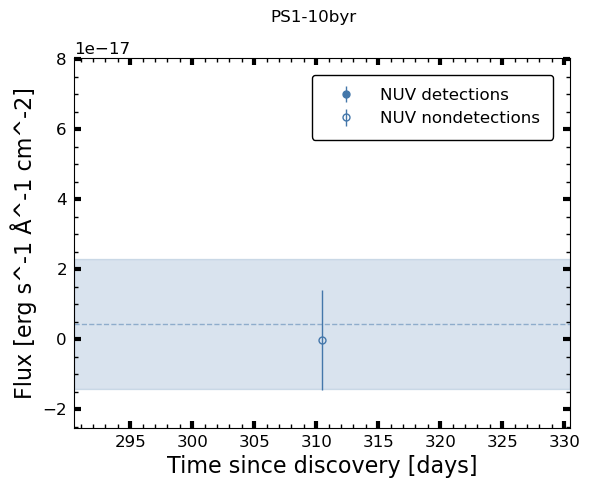 PS1-10byr
1e−17
8
6
4
2
0
−2
Flux [erg s^-1 Å^-1 cm^-2]
NUV detections
NUV nondetections
295 300 305 310 315 320 325 330
Time since discovery [days]